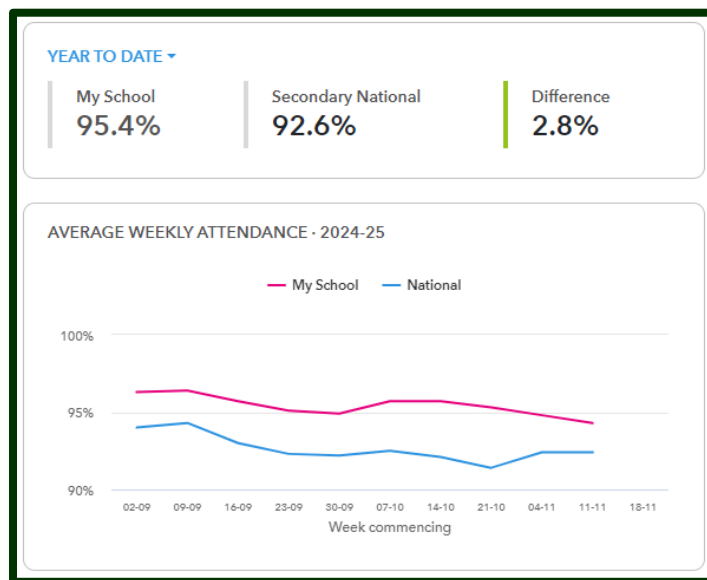 YEAR TO DATE
My School Secondary National Difference
95.4% 92.6% 2.8%
AVERAGE WEEKLY ATTENDANCE · 2024-25
My School National
100%
95%
90%
02-09 09-09 16-09 23-09 30-09 07-10 14-10 21-10 04-11 11-11 18-11
Week commencing